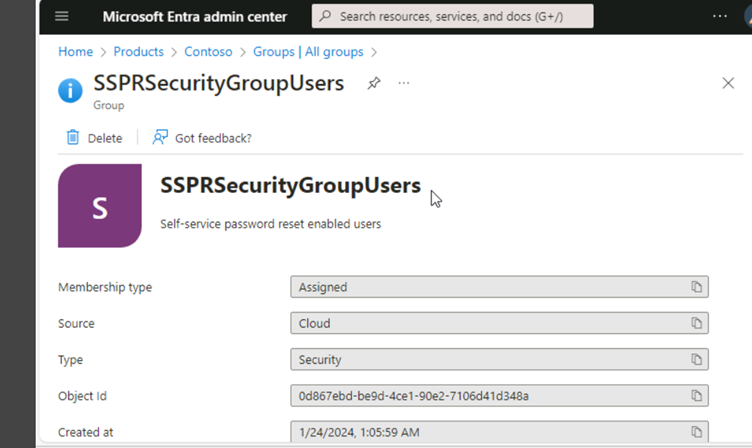 Microsoft Entra admin center
Search resources, services, and docs (G+/)
...
Home > Products > Contoso > Groups | All groups >
SSPRSecurityGroupUsers
...
Group
Delete
Got feedback?
S
SSPRSecurityGroupUsers
Self-service password reset enabled users
Membership type
Assigned
Source
Cloud
Type
Security
Object Id
0d867ebd-be9d-4ce1-90e2-7106d41d348a
Created at
1/24/2024, 1:05:59 AM